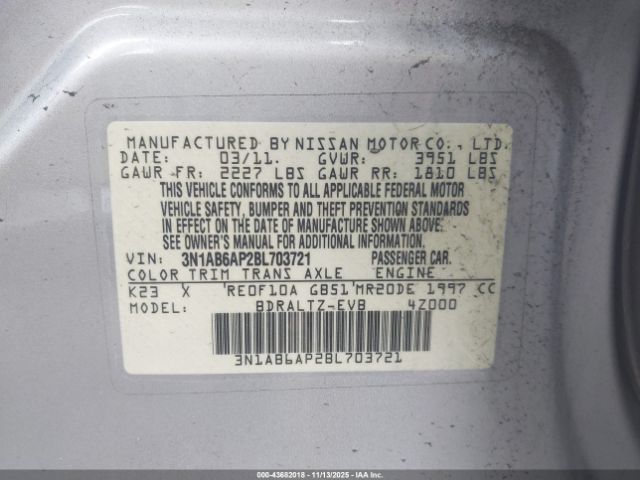 MANUFACTURED BY NISSAN MOTOR CO., LTD.
DATE: 03/11. GVWR: 3951 LBS
GAWR FR: 2227 LBS GAWR RR: 1810 LBS
THIS VEHICLE CONFORMS TO ALL APPLICABLE FEDERAL MOTOR
VEHICLE SAFETY, BUMPER AND THEFT PREVENTION STANDARDS
IN EFFECT ON THE DATE OF MANUFACTURE SHOWN ABOVE.
SEE OWNER'S MANUAL FOR ADDITIONAL INFORMATION.
VIN: 3N1AB6AP2BL703721 PASSENGER CAR.
COLOR TRIM TRANS AXLE ENGINE
K23 X 'RE0F10A GB51'MR20DE 1997 CC
MODEL: BDRALTZ-EVB 4Z000
3N1AB6AP2BL703721
000-43682018 - 11/13/2025 - IAAI.COM